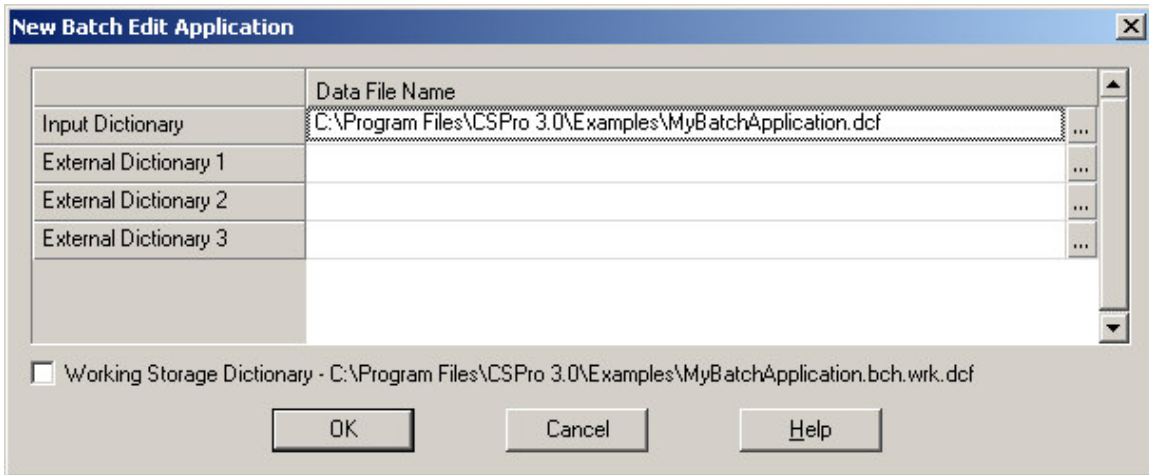 New Batch Edit Application
Data File Name
Input Dictionary C:\Program Files\CSPro 3.0\Examples\MyBatchApplication.dcf ...
External Dictionary 1 ...
External Dictionary 2 ...
External Dictionary 3 ...
Working Storage Dictionary - C:\Program Files\CSPro 3.0\Examples\MyBatchApplication.bch.wrk.dcf
OK Cancel Help